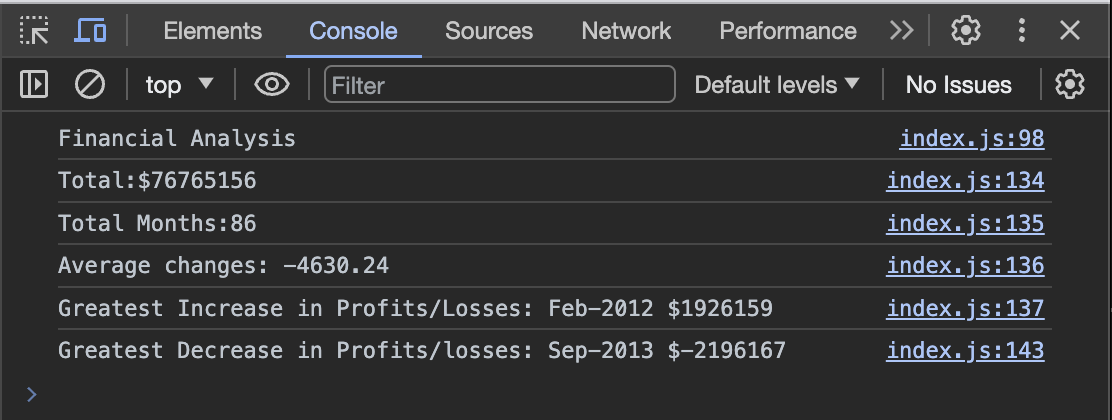 Elements Console Sources Network Performance
top Filter Default levels No Issues
Financial Analysis index.js:98
Total:$76765156 index.js:134
Total Months:86 index.js:135
Average changes: -4630.24 index.js:136
Greatest Increase in Profits/Losses: Feb-2012 $1926159 index.js:137
Greatest Decrease in Profits/losses: Sep-2013 $-2196167 index.js:143